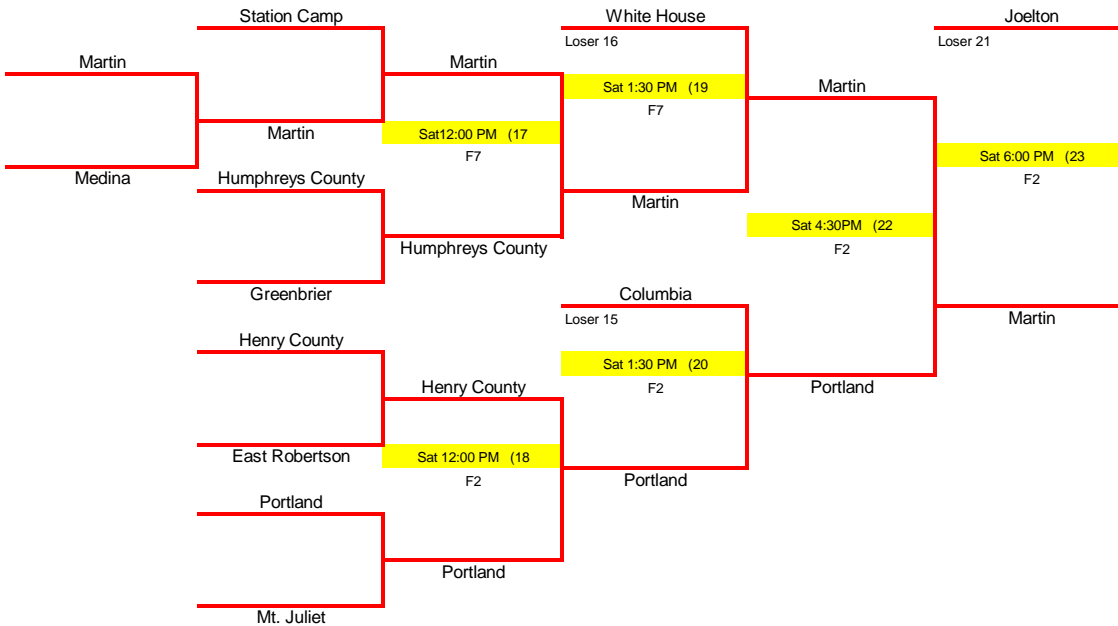 Station Camp
White House
Joelton
Loser 16
Loser 21
Martin
Martin
Sat 1:30 PM (19
Martin
F7
Martin
Sat12:00 PM (17
F7
Sat 6:00 PM (23
F2
Medina
Humphreys County
Martin
Sat 4:30PM (22
F2
Humphreys County
Greenbrier
Columbia
Loser 15
Martin
Henry County
Sat 1:30 PM (20
F2
Henry County
Portland
East Robertson
Sat 12:00 PM (18
F2
Portland
Portland
Portland
Mt. Juliet